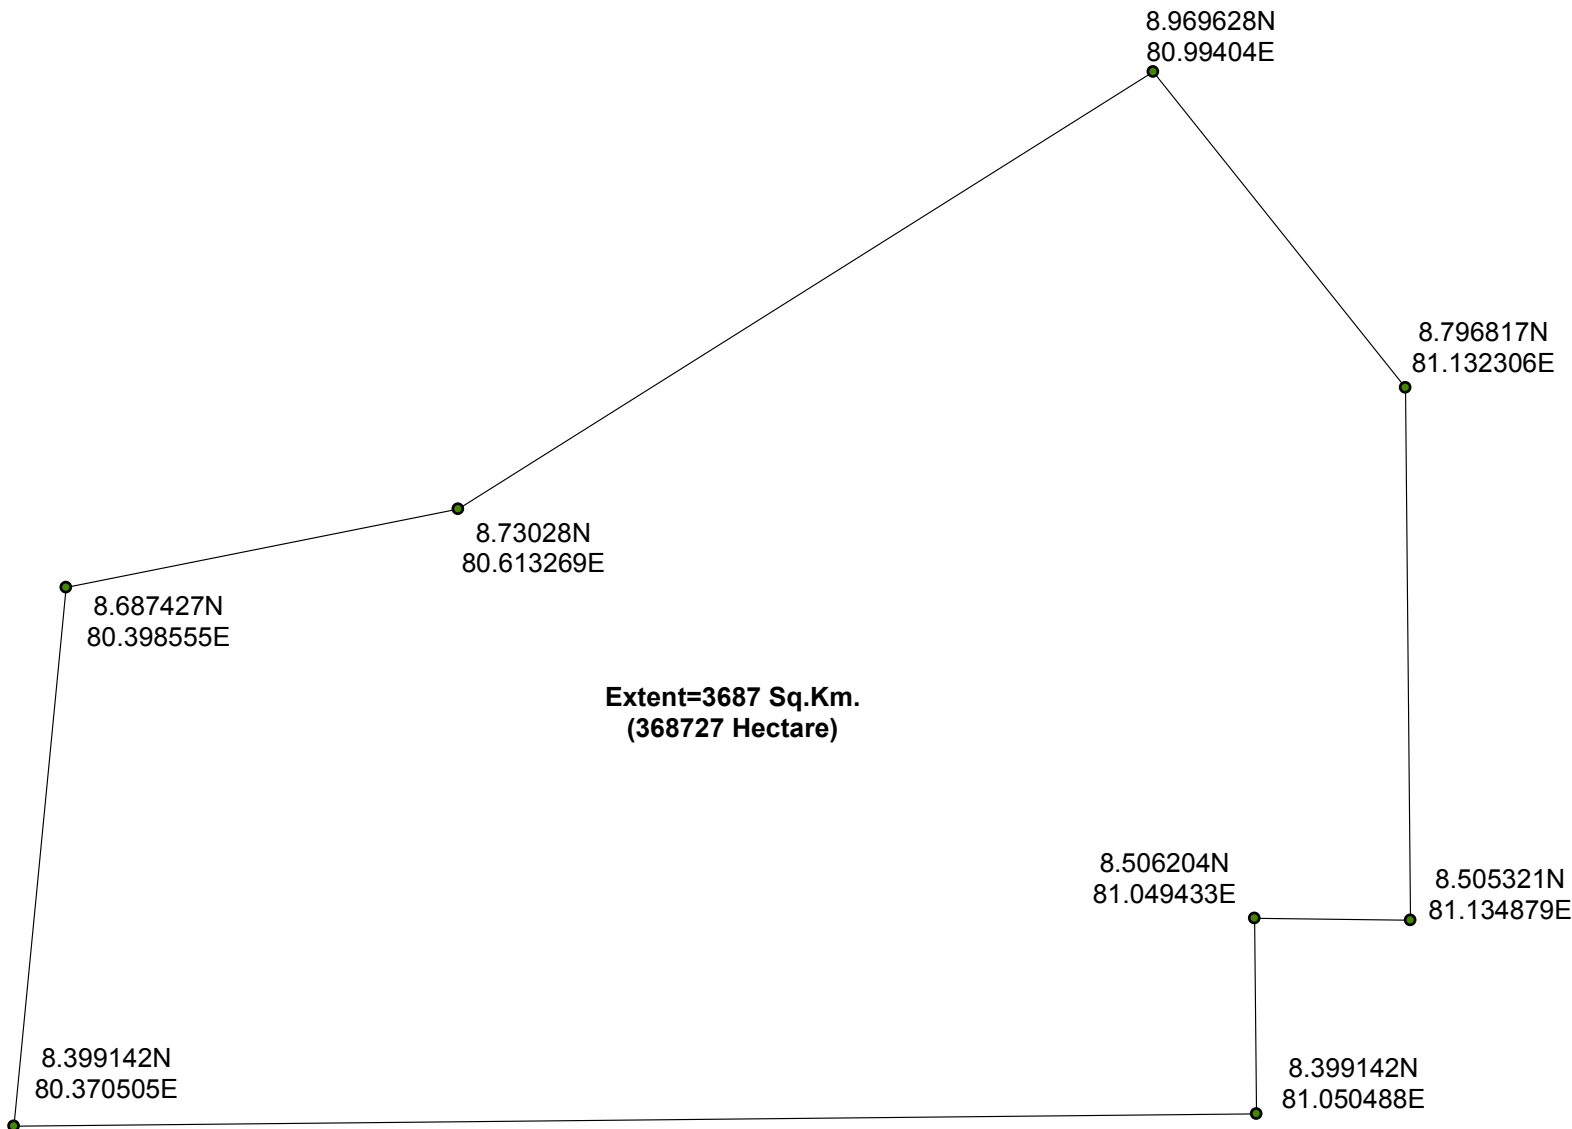 8.969628N
80.99404E
8.796817N
81.132306E
8.73028N
80.613269E
8.687427N
80.398555E
Extent=3687 Sq.Km.
(368727 Hectare)
8.506204N
81.049433E
8.505321N
81.134879E
8.399142N
80.370505E
8.399142N
81.050488E